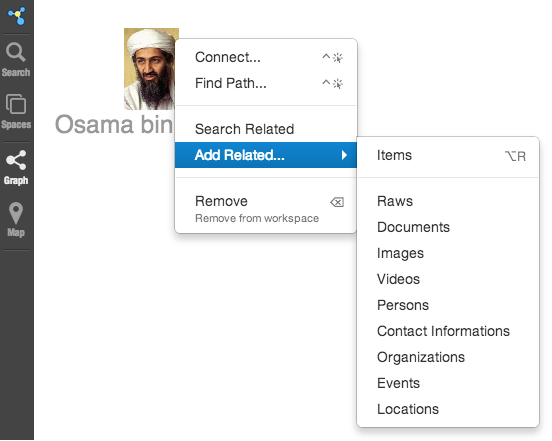 Search
Spaces
Graph
Map
Osama bin
Connect...
Find Path...
Search Related
Add Related...
Remove
Remove from workspace
Items ⌥R
Raws
Documents
Images
Videos
Persons
Contact Informations
Organizations
Events
Locations